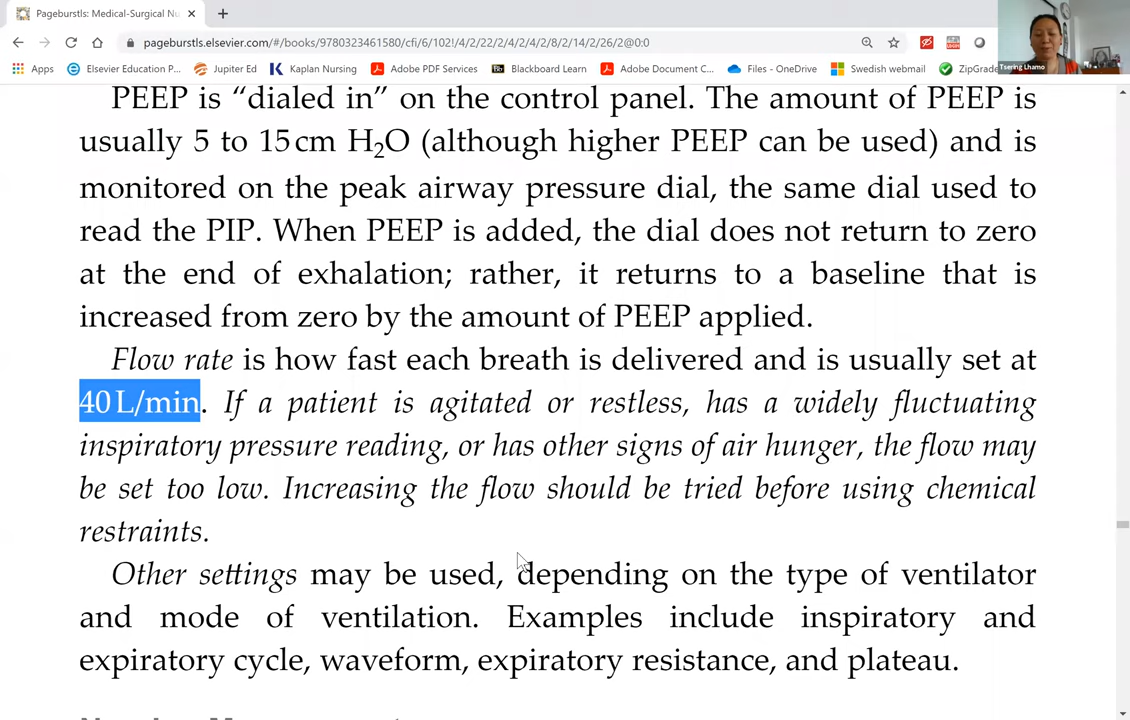 Pageburstls: Medical-Surgical Nu
pageburstls.elsevier.com/#/books/9780323461580/cfi/6/102!/4/2/22/2/4/2/4/2/8/2/14/2/26/2@0:0
Apps
Elsevier Education P...
Jupiter Ed
Kaplan Nursing
Adobe PDF Services
Blackboard Learn
Adobe Document C...
Files - OneDrive
Swedish webmail
ZipGrade
Tsering Lhamo
PEEP is “dialed in” on the control panel. The amount of PEEP is
usually 5 to 15 cm H₂O (although higher PEEP can be used) and is
monitored on the peak airway pressure dial, the same dial used to
read the PIP. When PEEP is added, the dial does not return to zero
at the end of exhalation; rather, it returns to a baseline that is
increased from zero by the amount of PEEP applied.
Flow rate is how fast each breath is delivered and is usually set at
40 L/min. If a patient is agitated or restless, has a widely fluctuating
inspiratory pressure reading, or has other signs of air hunger, the flow may
be set too low. Increasing the flow should be tried before using chemical
restraints.
Other settings may be used, depending on the type of ventilator
and mode of ventilation. Examples include inspiratory and
expiratory cycle, waveform, expiratory resistance, and plateau.